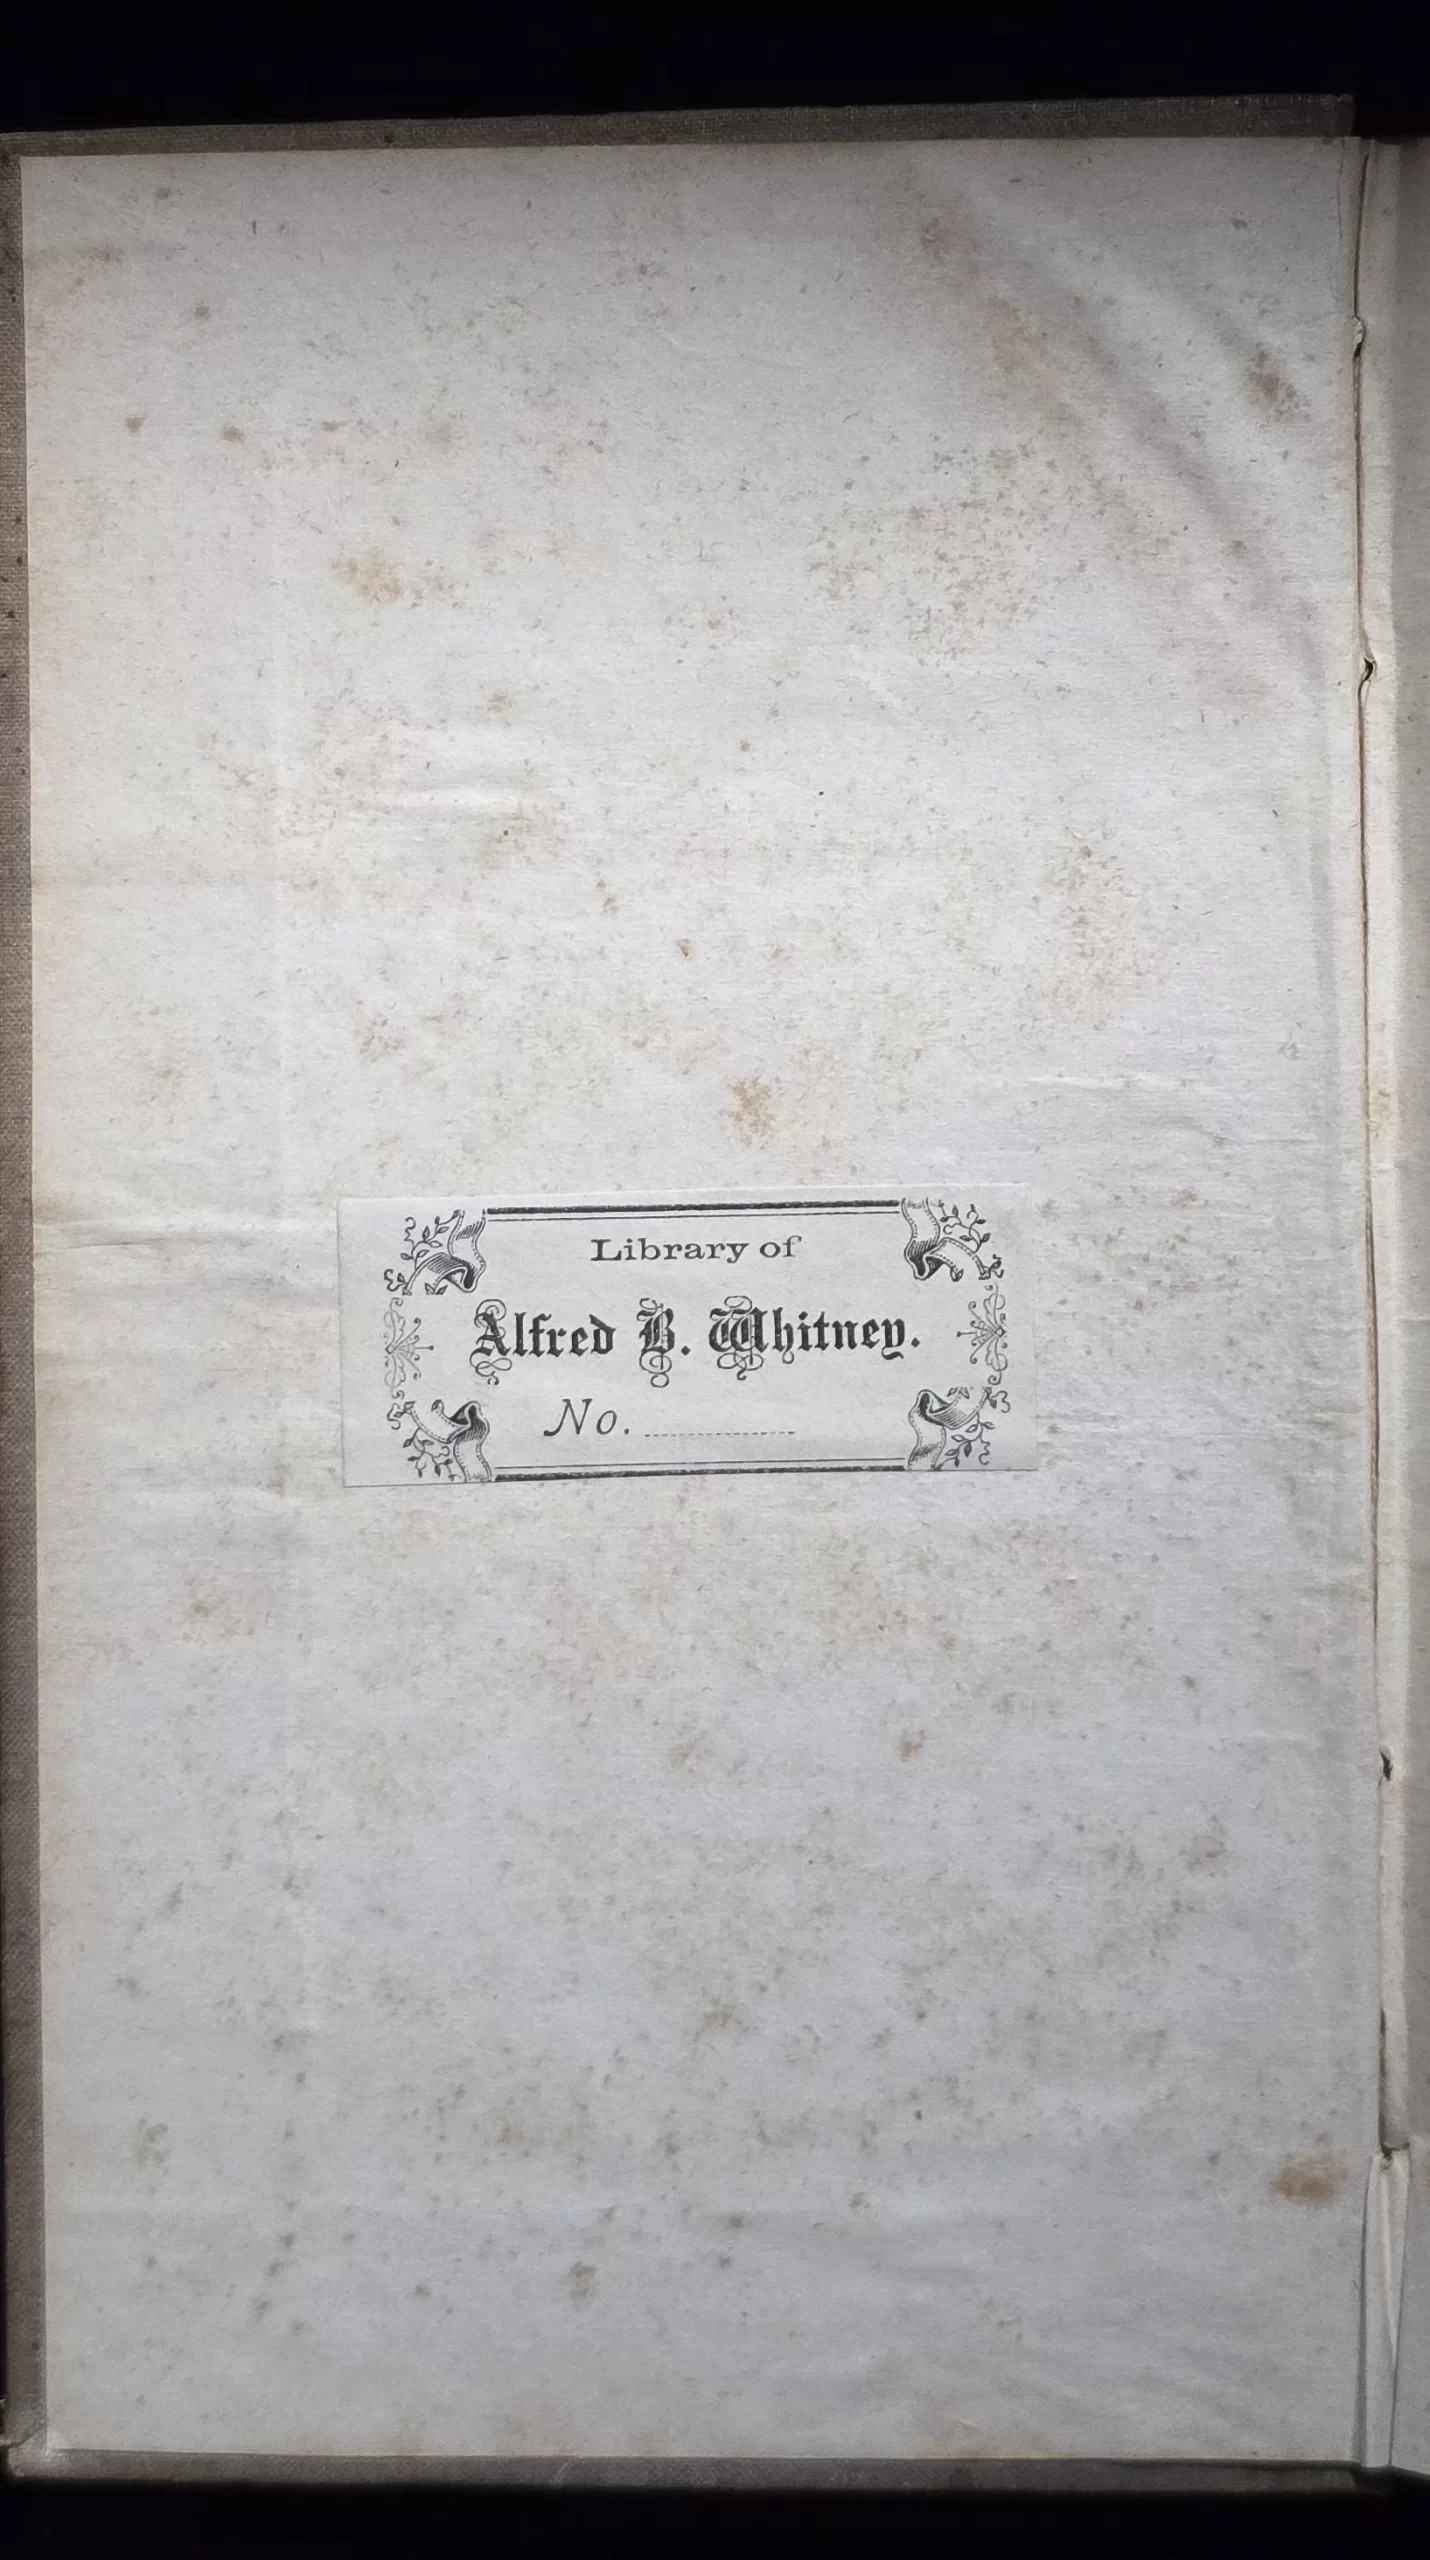 Library of
Alfred B. Whitney.
No. ....................